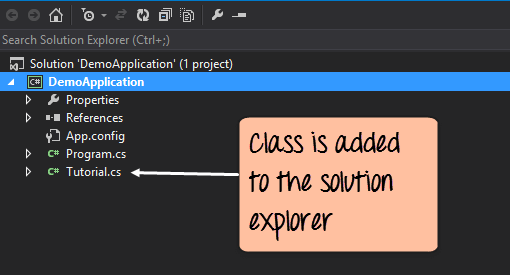 Search Solution Explorer (Ctrl+;)
Solution 'DemoApplication' (1 project)
C# DemoApplication
Properties
References
App.config
C# Program.cs
C# Tutorial.cs
Class is added
to the solution
explorer